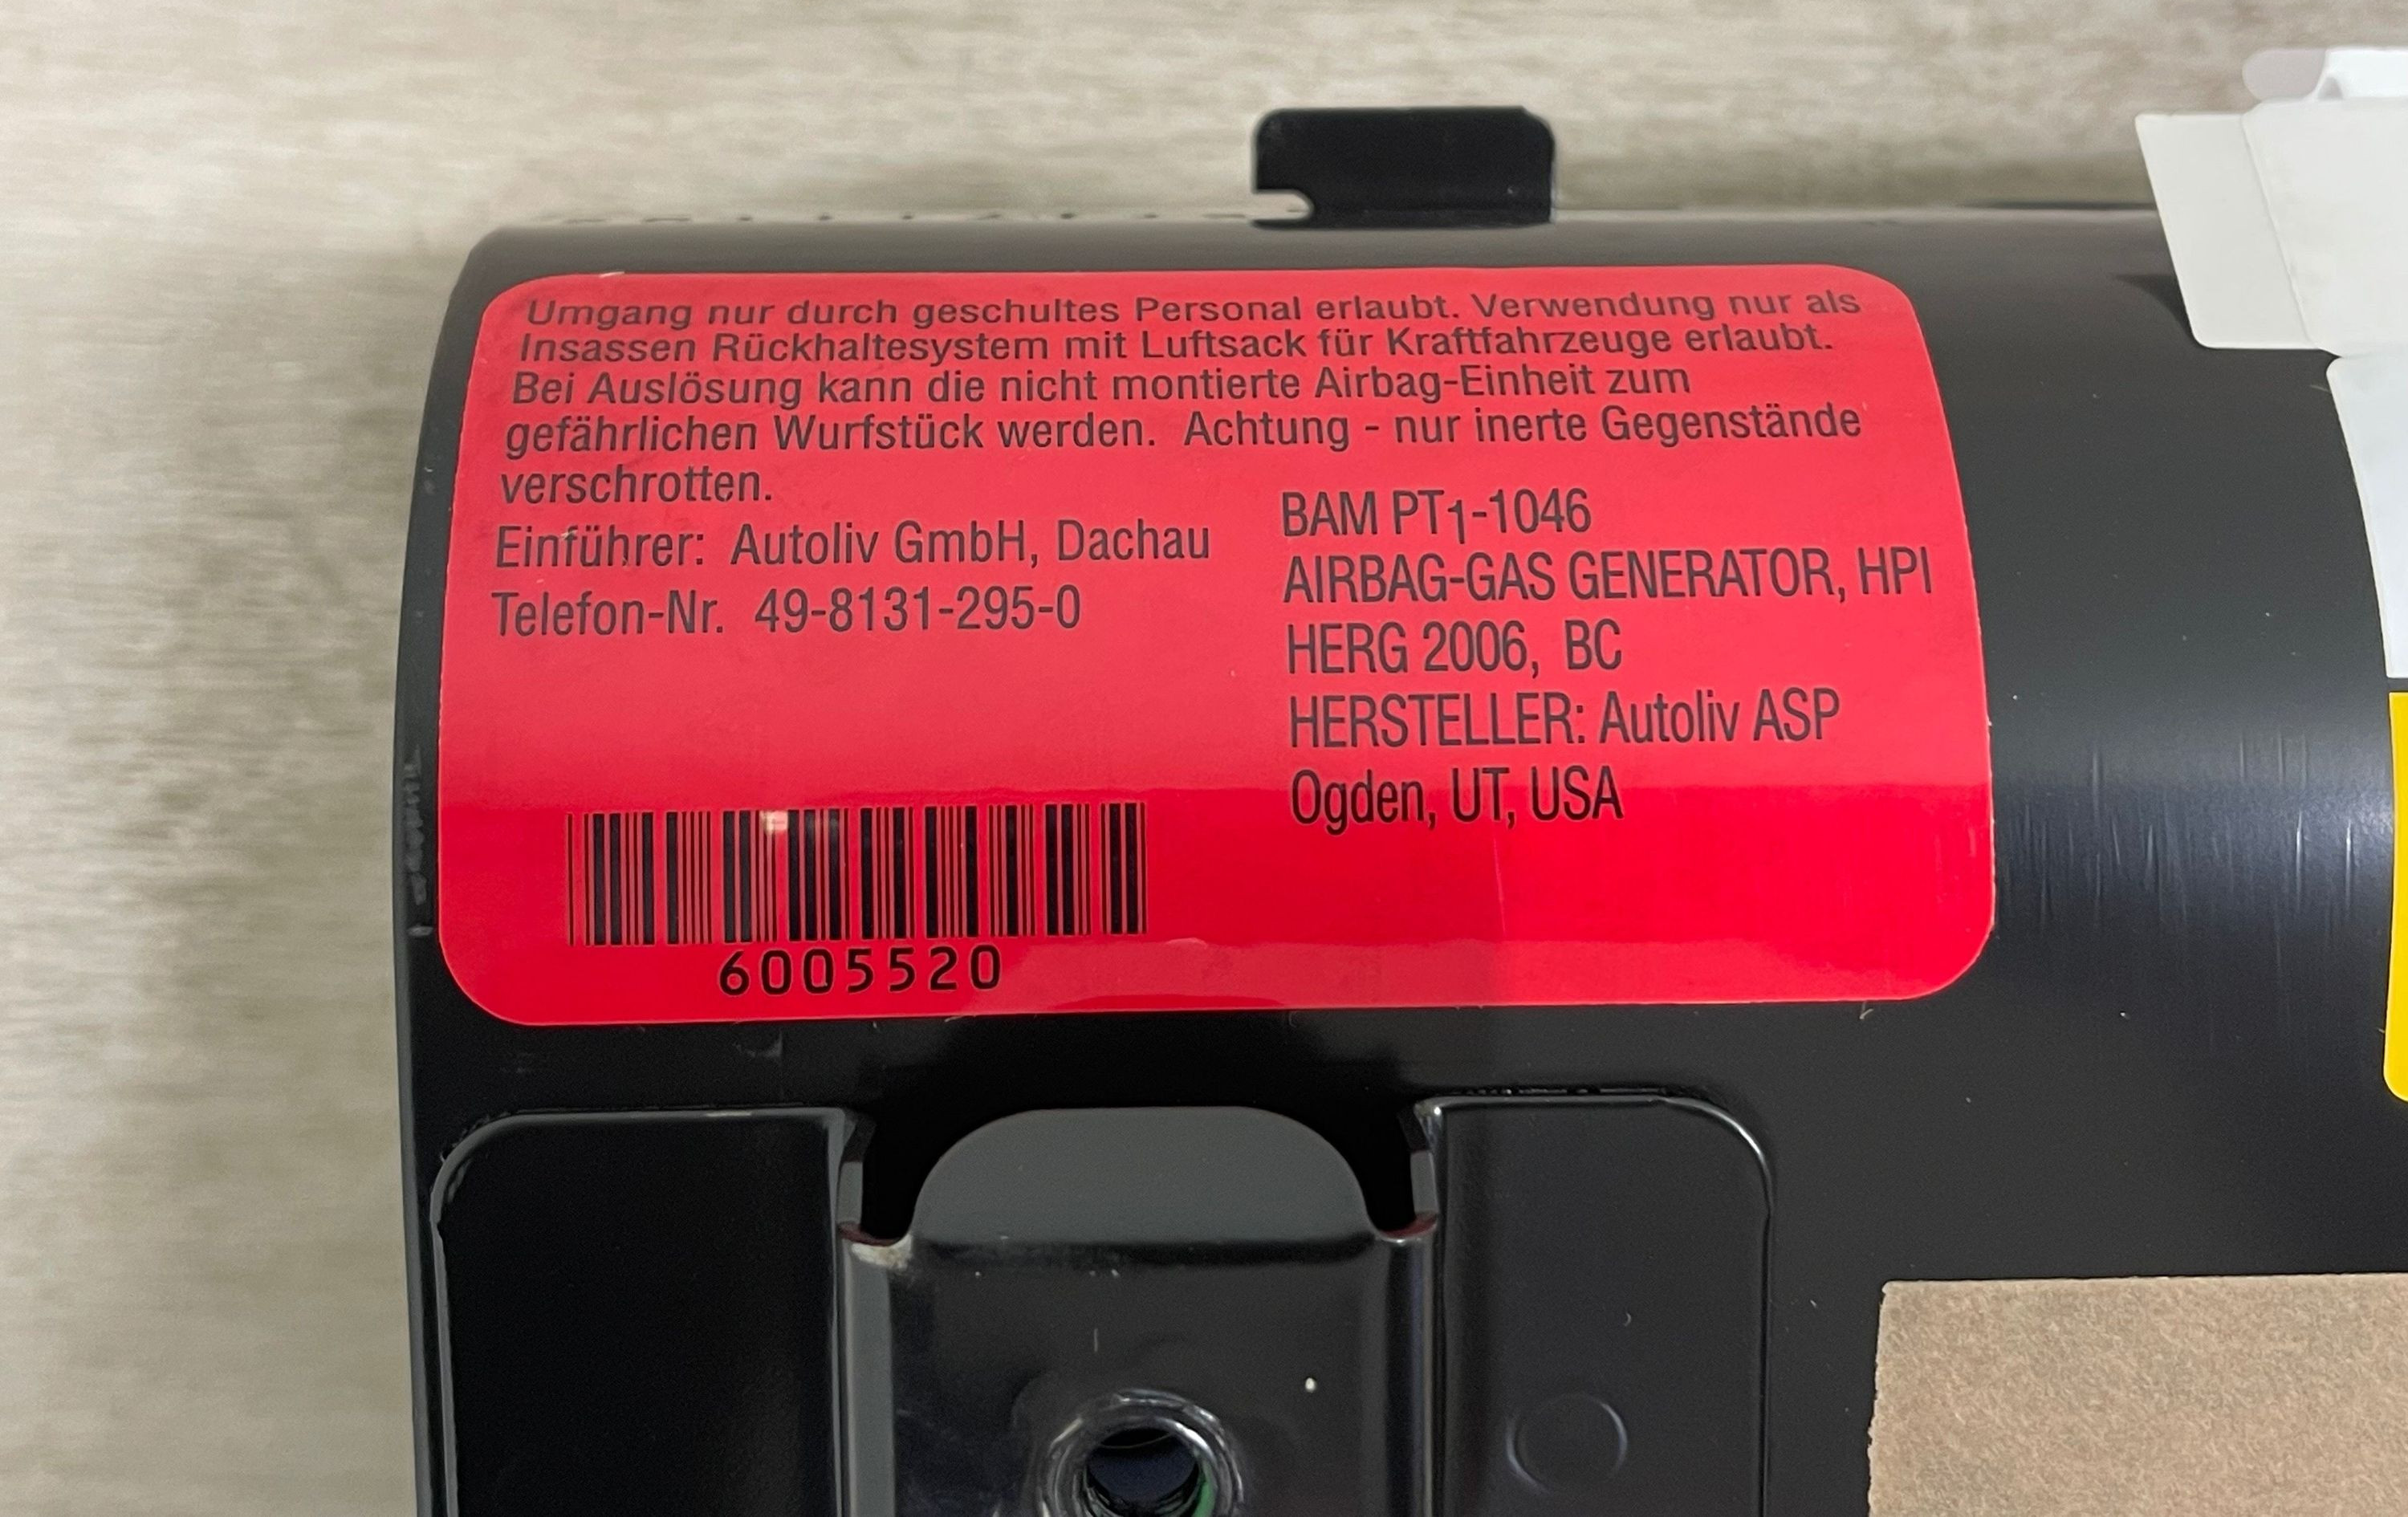 Umgang nur durch geschultes Personal erlaubt. Verwendung nur als
Insassen Rückhaltesystem mit Luftsack für Kraftfahrzeuge erlaubt.
Bei Auslösung kann die nicht montierte Airbag-Einheit zum
gefährlichen Wurfstück werden. Achtung - nur inerte Gegenstände
verschrotten.
Einführer: Autoliv GmbH, Dachau
Telefon-Nr. 49-8131-295-0
BAM PT1-1046
AIRBAG-GAS GENERATOR, HPI
HERG 2006, BC
HERSTELLER: Autoliv ASP
Ogden, UT, USA
6005520